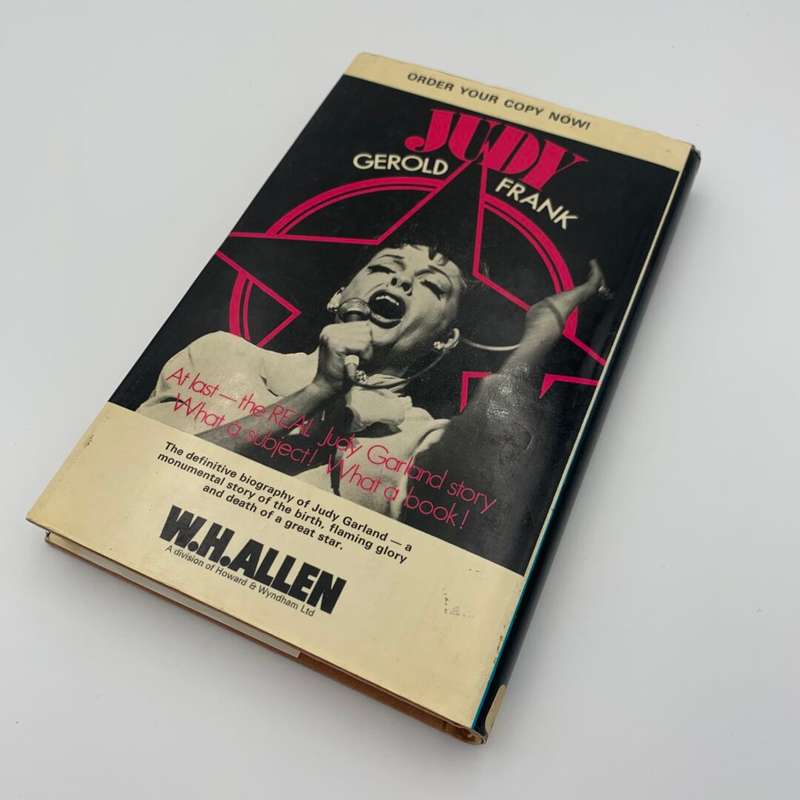 ORDER YOUR COPY NOW!
JUDY
GEROLD
FRANK
At last — the REAL Judy Garland story
What a subject! What a book!
The definitive biography of Judy Garland — a
monumental story of the birth, flaming glory
and death of a great star.
W.H.ALLEN
A division of Howard & Wyndham Ltd